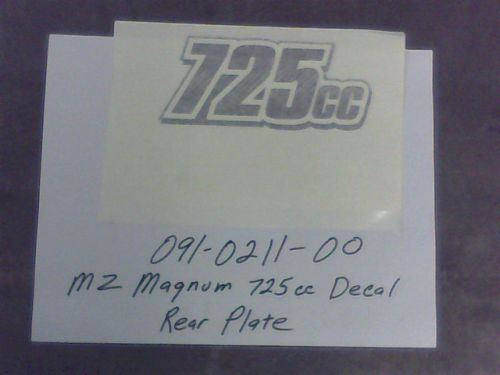 725cc
091-0211-00
MZ Magnum 725cc Decal
Rear Plate